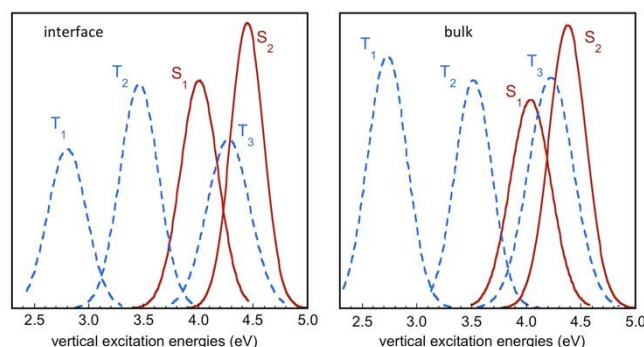 interface
T1
T2
S1
S2
T3
2.5 3.0 3.5 4.0 4.5 5.0
vertical excitation energies (eV)
bulk
T1
T2
S1
T3
S2
2.5 3.0 3.5 4.0 4.5 5.0
vertical excitation energies (eV)